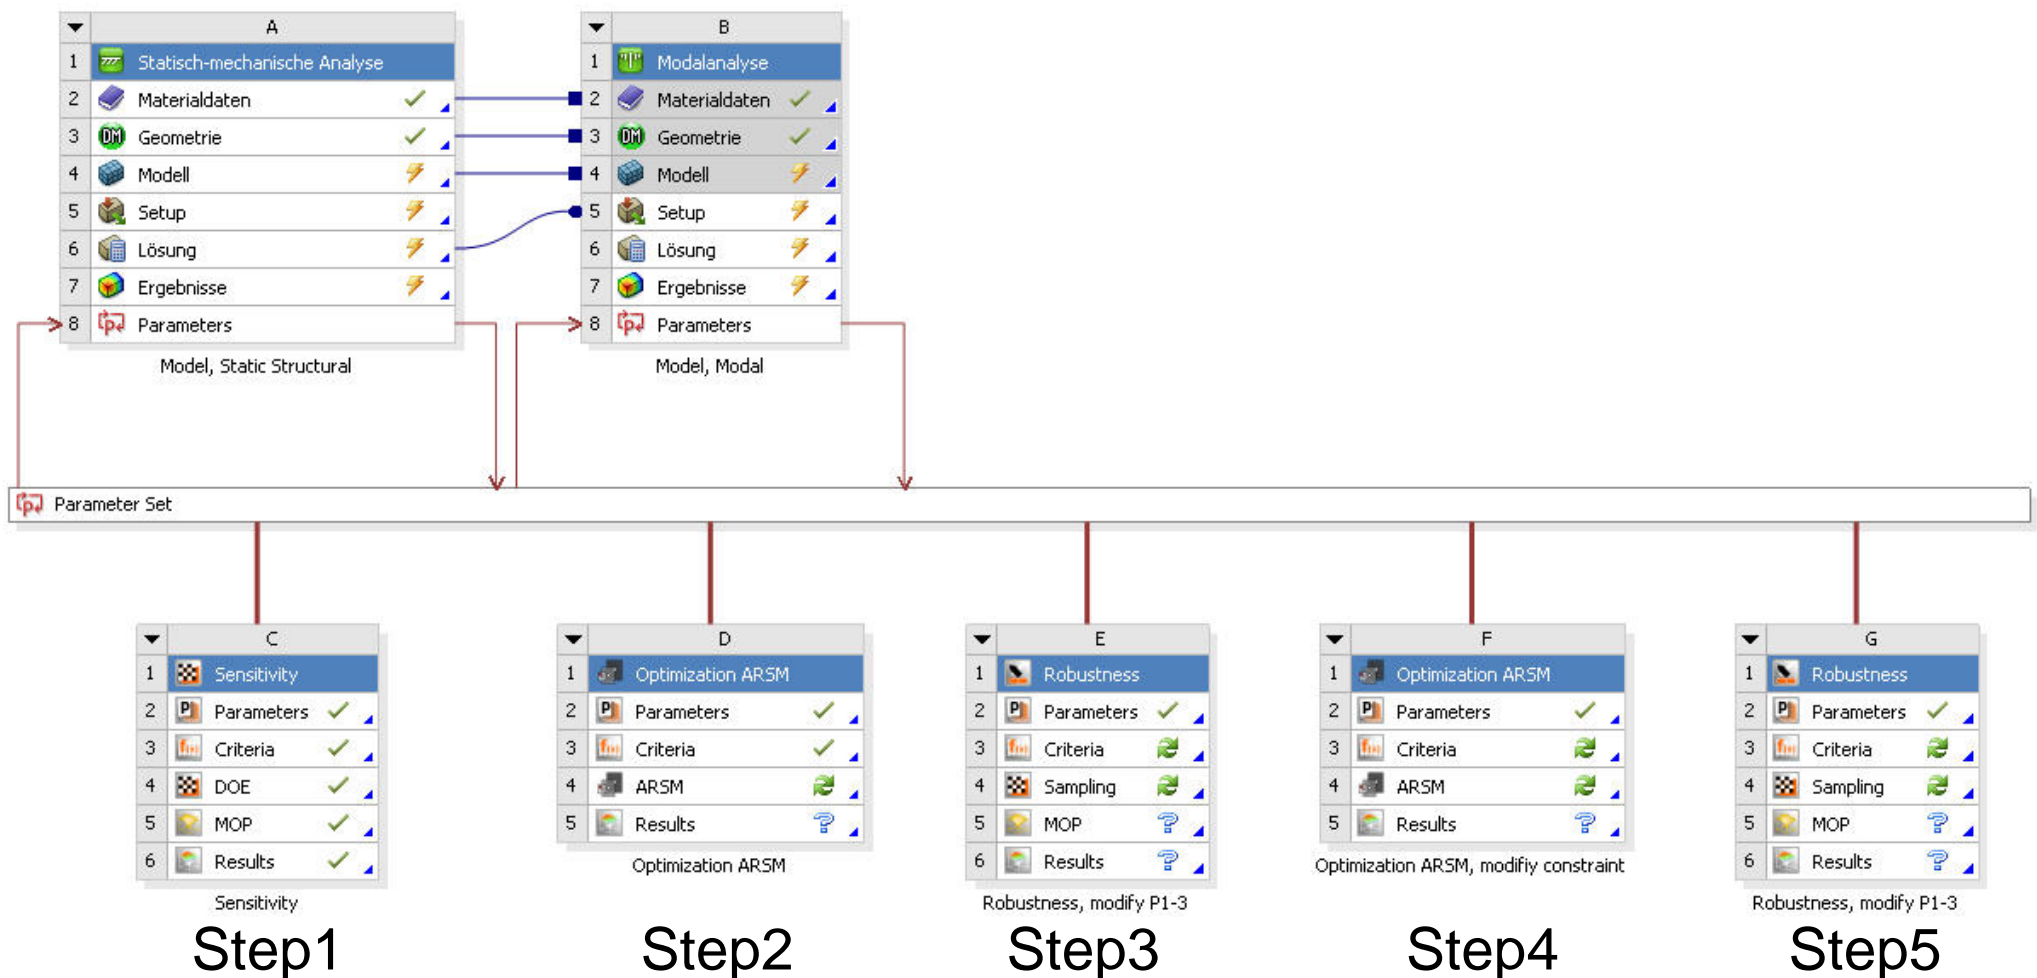 A
1 Statisch-mechanische Analyse
2 Materialdaten
3 Geometrie
4 Modell
5 Setup
6 Lösung
7 Ergebnisse
8 Parameters
Model, Static Structural
B
1 Modalanalyse
2 Materialdaten
3 Geometrie
4 Modell
5 Setup
6 Lösung
7 Ergebnisse
8 Parameters
Model, Modal
Parameter Set
C
1 Sensitivity
2 Parameters
3 Criteria
4 DOE
5 MOP
6 Results
Sensitivity
Step1
D
1 Optimization ARSM
2 Parameters
3 Criteria
4 ARSM
5 Results
Optimization ARSM
Step2
E
1 Robustness
2 Parameters
3 Criteria
4 Sampling
5 MOP
6 Results
Robustness, modify P1-3
Step3
F
1 Optimization ARSM
2 Parameters
3 Criteria
4 ARSM
5 Results
Optimization ARSM, modifiy constraint
Step4
G
1 Robustness
2 Parameters
3 Criteria
4 Sampling
5 MOP
6 Results
Robustness, modify P1-3
Step5